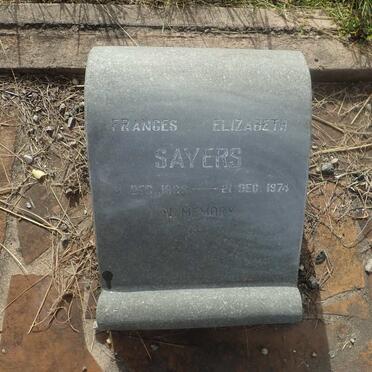 FRANCES ELIZABETH
SAYERS
DEC. — 21 DEC. 1974
IN MEMORY